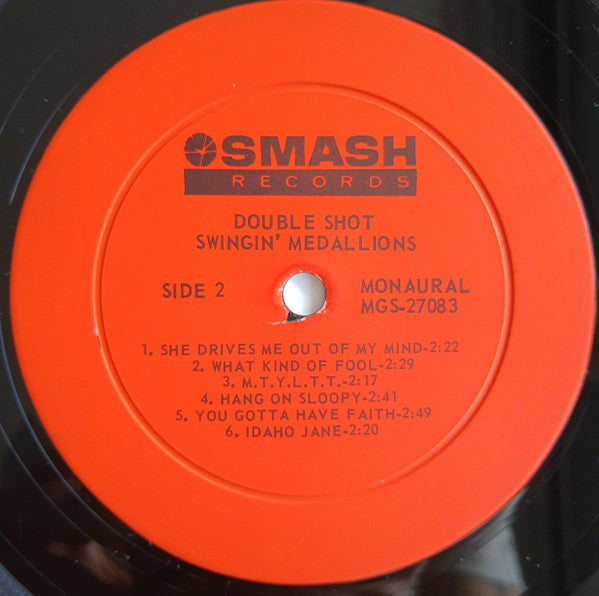 SMASH
RECORDS
DOUBLE SHOT
SWINGIN' MEDALLIONS
SIDE 2
MONAURAL
MGS-27083
1. SHE DRIVES ME OUT OF MY MIND-2:22
2. WHAT KIND OF FOOL-2:29
3. M.T.Y.L.T.T.-2:17
4. HANG ON SLOOPY-2:41
5. YOU GOTTA HAVE FAITH-2:49
6. IDAHO JANE-2:20